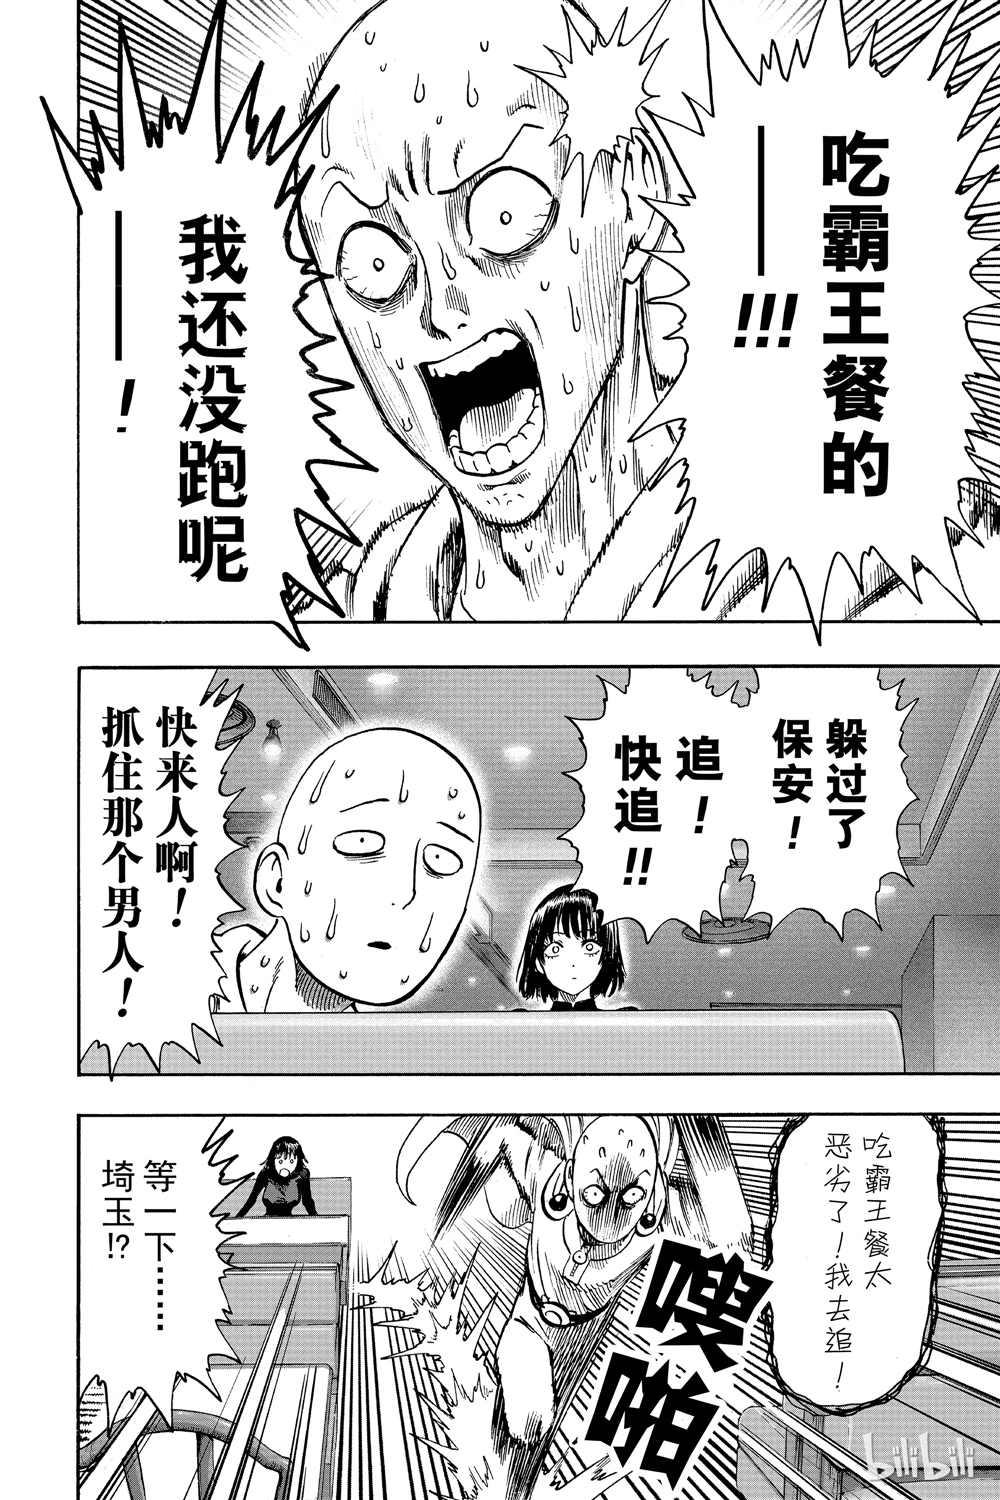 吃霸王餐的
——!!!
我还没跑呢
——!
躲过了
保安!
追!
快追!!
快来人啊!
抓住那个男人!
吃霸王餐太
恶劣了!我去追!
嗖
啪
等一下……
埼玉!?
bilibili